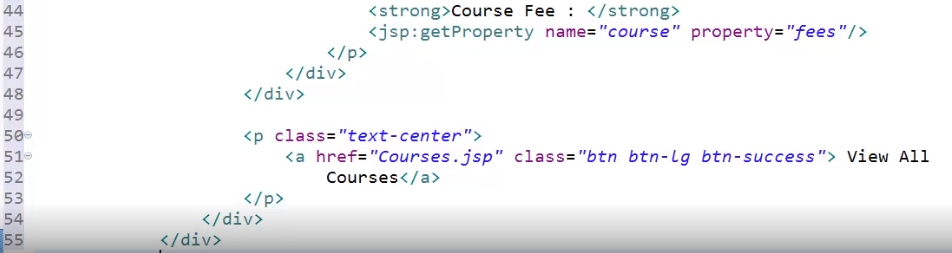 44 <strong>Course Fee : </strong>
45 <jsp:getProperty name="course" property="fees"/>
46 </p>
47 </div>
48 </div>
49
50 <p class="text-center">
51 <a href="Courses.jsp" class="btn btn-lg btn-success"> View All
52 Courses</a>
53 </p>
54 </div>
55 </div>